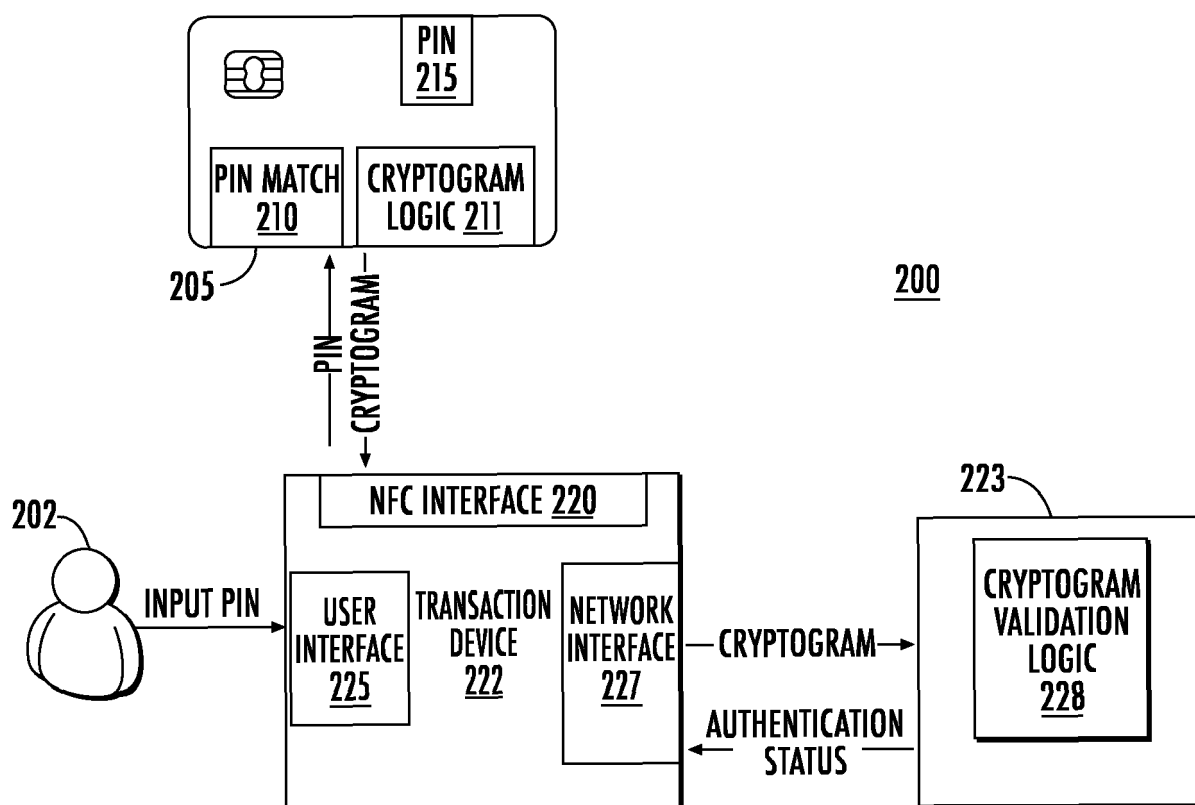 PIN
215
PIN MATCH
210
CRYPTOGRAM
LOGIC 211
205
200
PIN
CRYPTOGRAM
NFC INTERFACE 220
223
202
INPUT PIN
USER
INTERFACE
225
TRANSACTION
DEVICE
222
NETWORK
INTERFACE
227
CRYPTOGRAM
AUTHENTICATION
STATUS
CRYPTOGRAM
VALIDATION
LOGIC
228